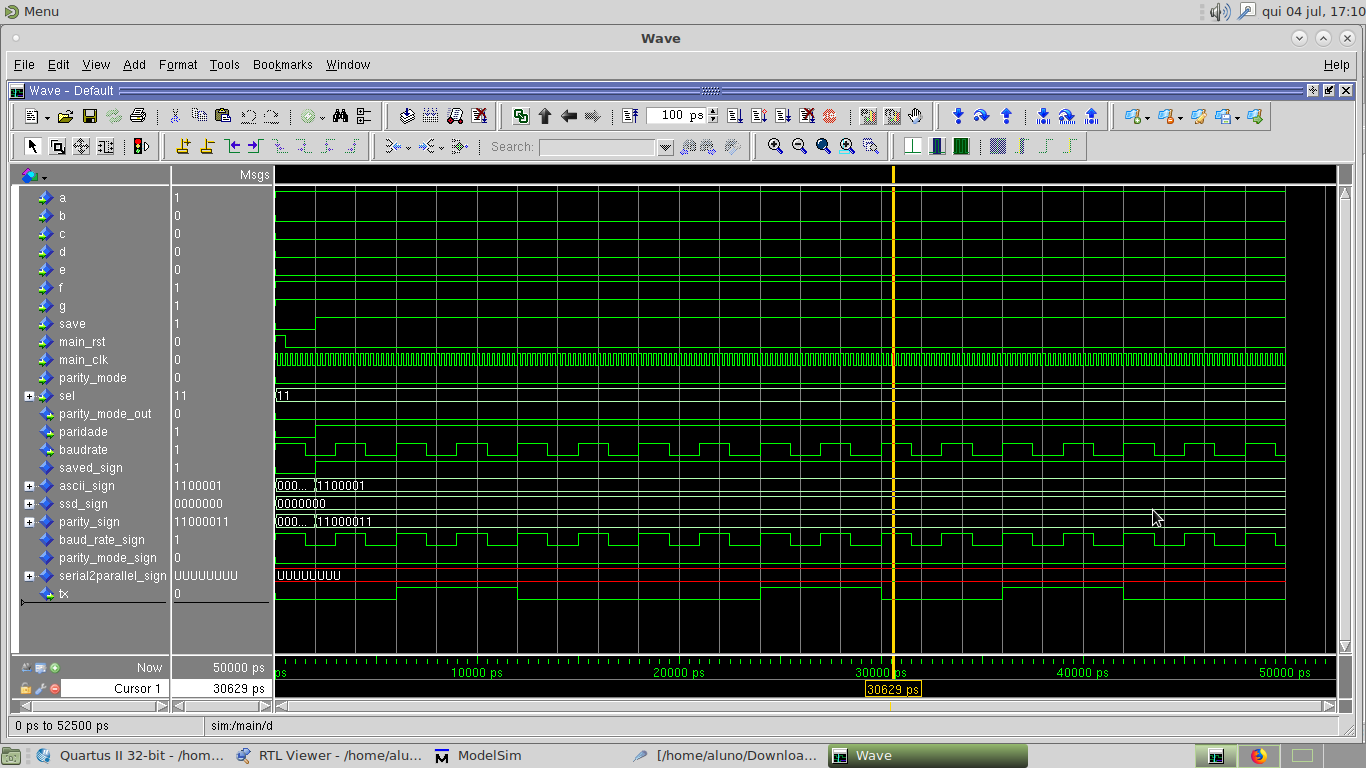 Menu
qui 04 jul, 17:10
Wave
File Edit View Add Format Tools Bookmarks Window Help
Wave - Default
100 ps
Search:
Msgs
a 1
b 0
c 0
d 0
e 0
f 1
g 1
save 1
main_rst 0
main_clk 0
parity_mode 0
sel 11 11
parity_mode_out 0
paridade 1
baudrate 1
saved_sign 1
ascii_sign 1100001 000... 1100001
ssd_sign 0000000 0000000
parity_sign 11000011 000... 11000011
baud_rate_sign 1
parity_mode_sign 0
serial2parallel_sign UUUUUUUU UUUUUUUU
tx 0
Now 50000 ps ps 10000 ps 20000 ps 30000 ps 40000 ps 50000 ps
Cursor 1 30629 ps 30629 ps
0 ps to 52500 ps sim:/main/d
Quartus II 32-bit - /hom... RTL Viewer - /home/alu... ModelSim [/home/aluno/Downloa... Wave